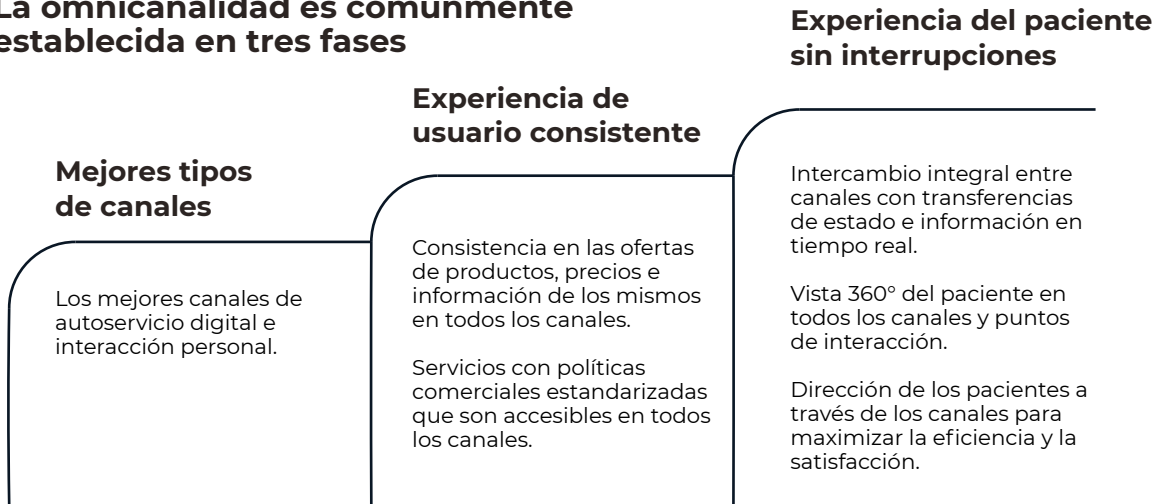 La omnicanalidad es comúnmente
establecida en tres fases
Mejores tipos
de canales
Los mejores canales de
autoservicio digital e
interacción personal.
Experiencia de
usuario consistente
Consistencia en las ofertas
de productos, precios e
información de los mismos
en todos los canales.
Servicios con políticas
comerciales estandarizadas
que son accesibles en todos
los canales.
Experiencia del paciente
sin interrupciones
Intercambio integral entre
canales con transferencias
de estado e información en
tiempo real.
Vista 360° del paciente en
todos los canales y puntos
de interacción.
Dirección de los pacientes a
través de los canales para
maximizar la eficiencia y la
satisfacción.